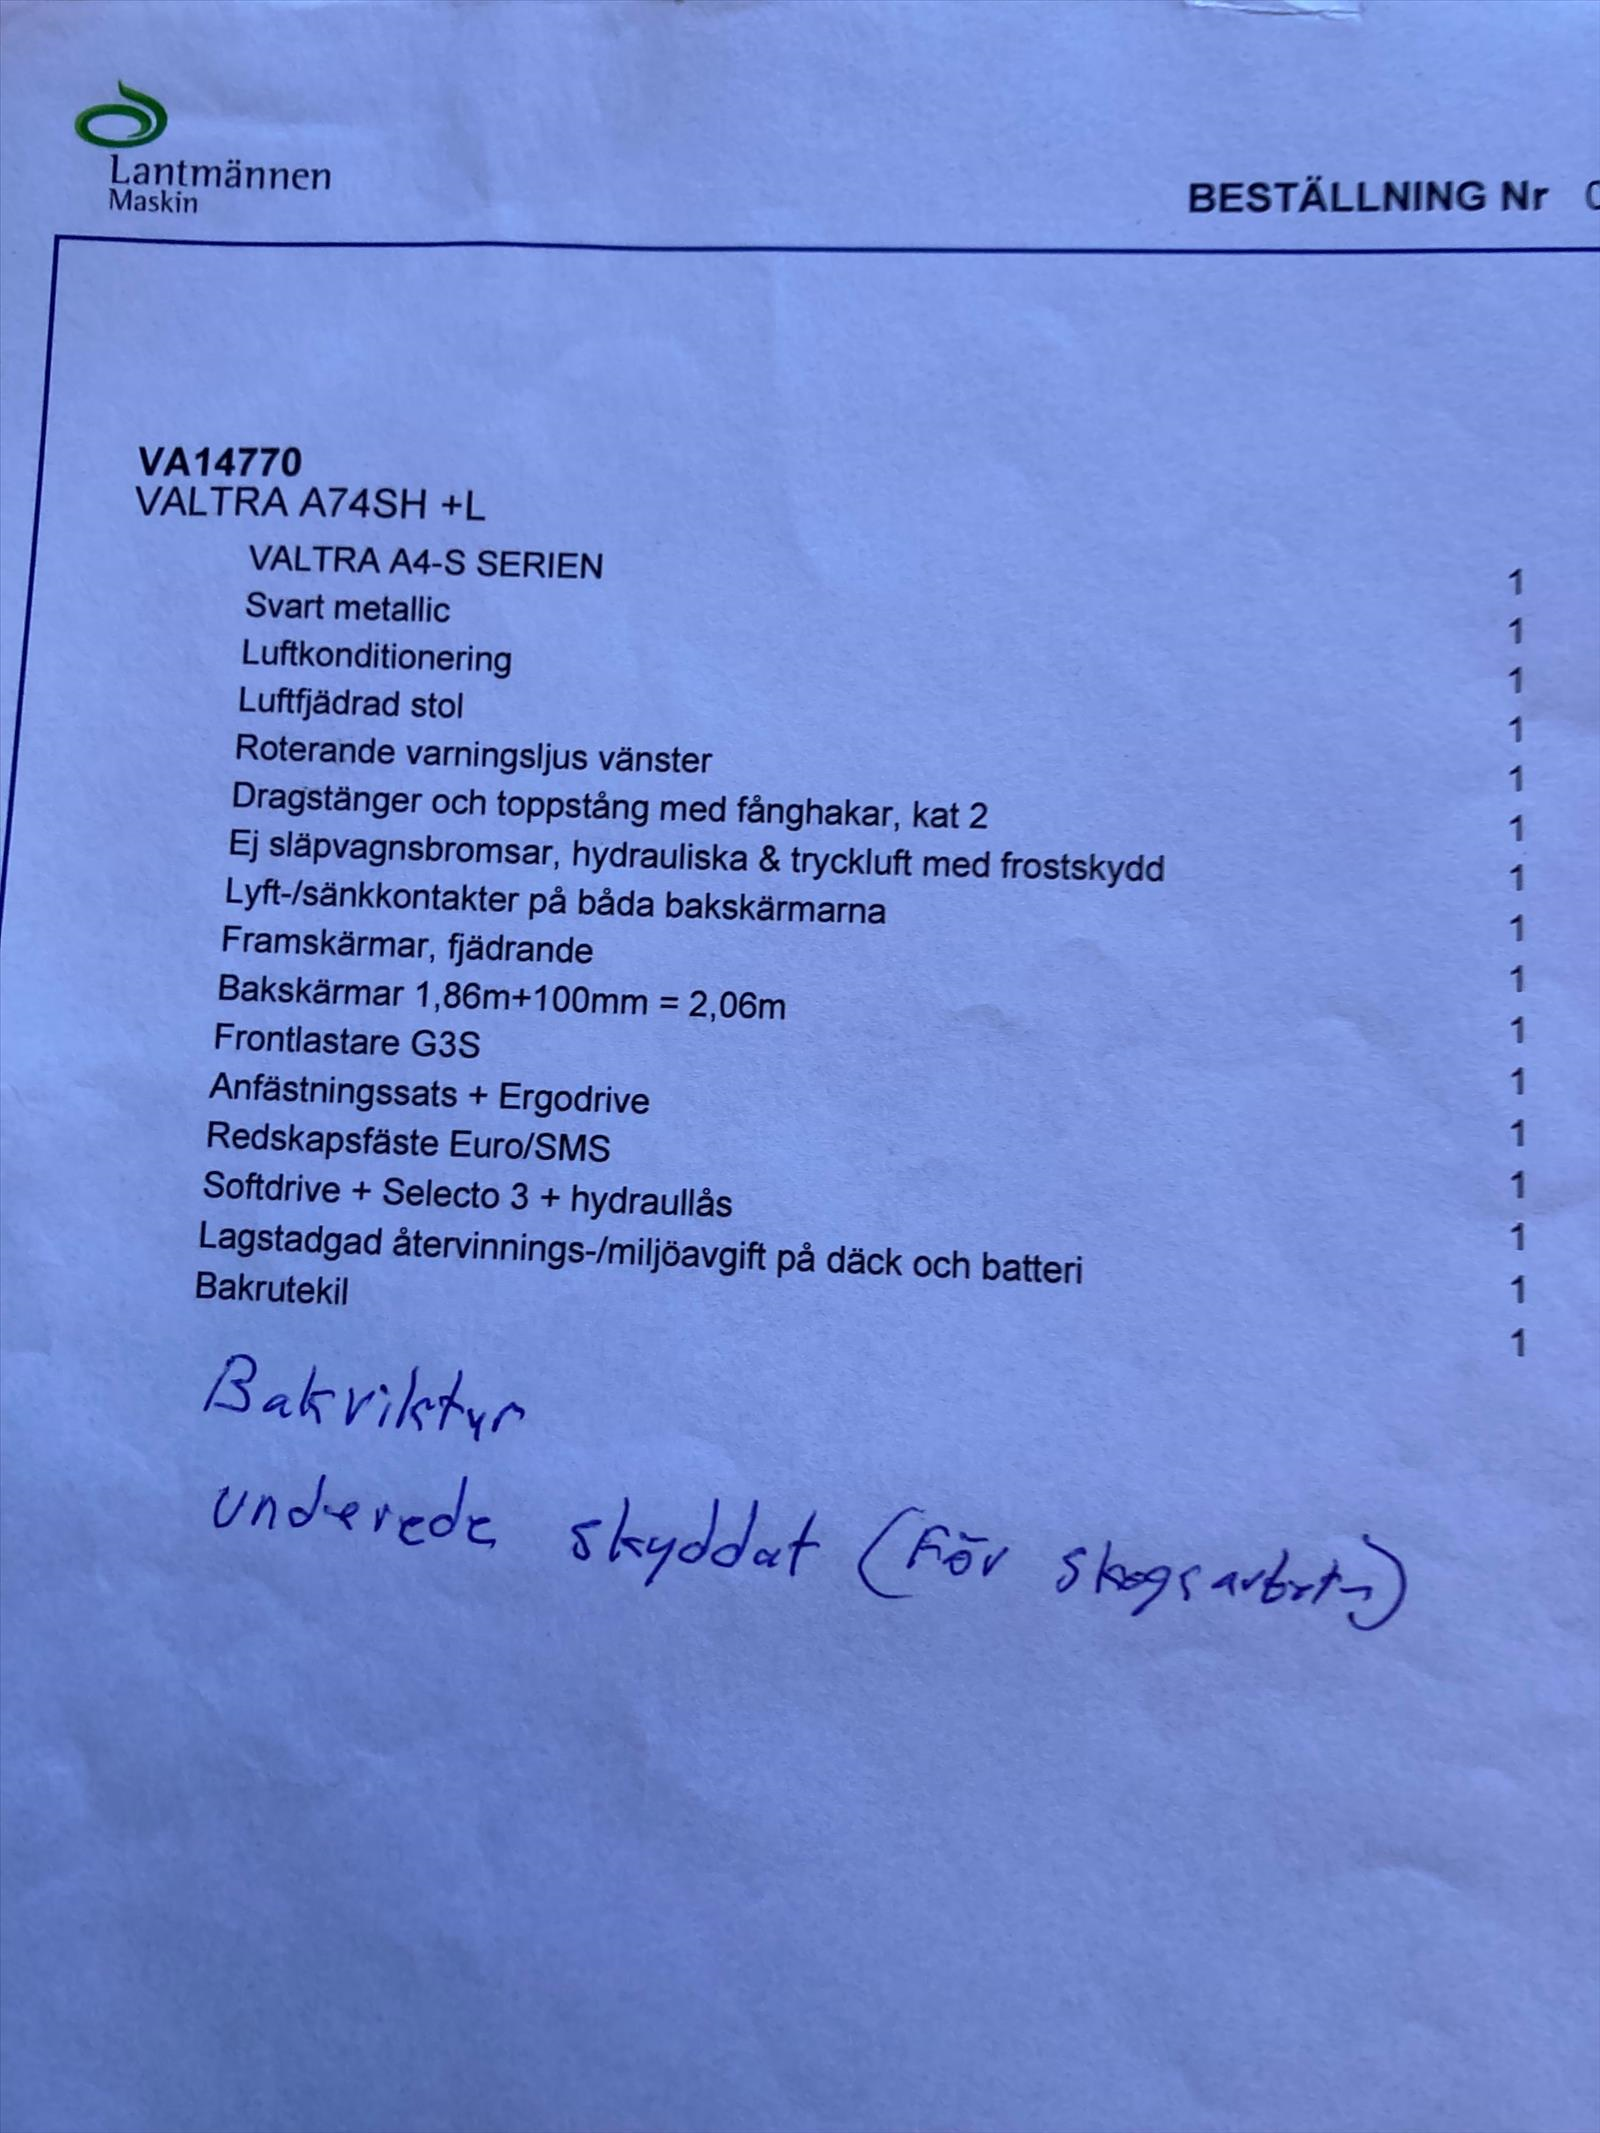 Lantmännen
Maskin
BESTÄLLNING Nr
VA14770
VALTRA A74SH +L
VALTRA A4-S SERIEN 1
Svart metallic 1
Luftkonditionering 1
Luftfjädrad stol 1
Roterande varningsljus vänster 1
Dragstänger och toppstång med fånghakar, kat 2 1
Ej släpvagnsbromsar, hydrauliska & tryckluft med frostskydd 1
Lyft-/sänkkontakter på båda bakskärmarna 1
Framskärmar, fjädrande 1
Bakskärmar 1,86m+100mm = 2,06m 1
Frontlastare G3S 1
Anfästningssats + Ergodrive 1
Redskapsfäste Euro/SMS 1
Softdrive + Selecto 3 + hydraullås 1
Lagstadgad återvinnings-/miljöavgift på däck och batteri 1
Bakrutekil 1
Bakviktyr
underede skyddat (För skogsarbete)